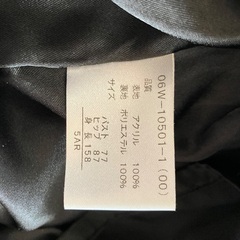 06W-10501-1 (00)
品質
表地 アクリル 100%
裏地 ポリエステル 100%
サイズ
バスト 77
ヒップ 87
身長 158
5AR